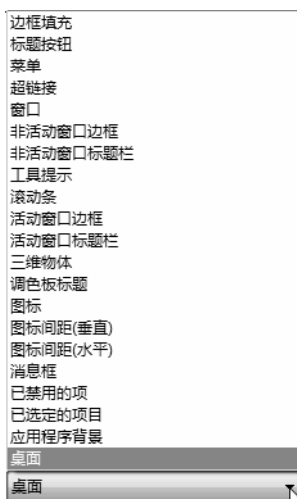 边框填充
标题按钮
菜单
超链接
窗口
非活动窗口边框
非活动窗口标题栏
工具提示
滚动条
活动窗口边框
活动窗口标题栏
三维物体
调色板标题
图标
图标间距(垂直)
图标间距(水平)
消息框
已禁用的项
已选定的项目
应用程序背景
桌面
桌面